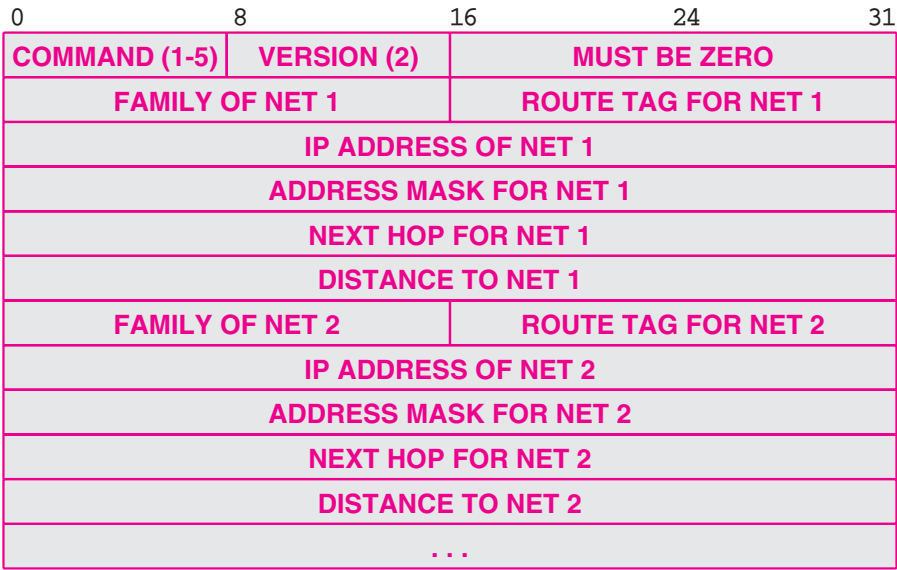 0 8 16 24 31
COMMAND (1-5) VERSION (2) MUST BE ZERO
FAMILY OF NET 1 ROUTE TAG FOR NET 1
IP ADDRESS OF NET 1
ADDRESS MASK FOR NET 1
NEXT HOP FOR NET 1
DISTANCE TO NET 1
FAMILY OF NET 2 ROUTE TAG FOR NET 2
IP ADDRESS OF NET 2
ADDRESS MASK FOR NET 2
NEXT HOP FOR NET 2
DISTANCE TO NET 2
. . .